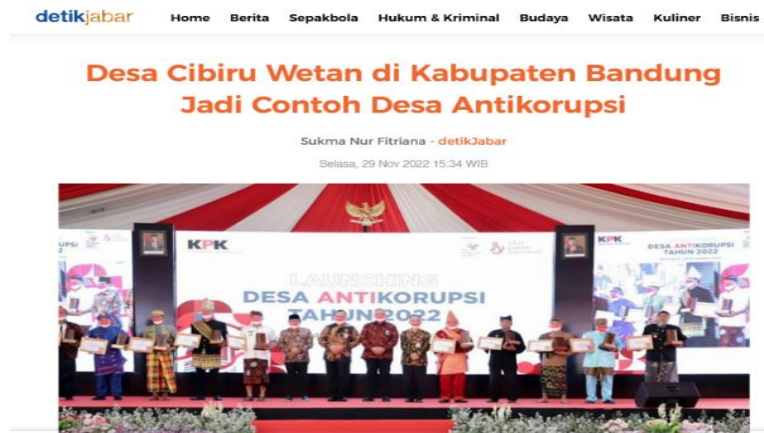 detikjabar Home Berita Sepakbola Hukum & Kriminal Budaya Wisata Kuliner Bisnis
Desa Cibiru Wetan di Kabupaten Bandung
Jadi Contoh Desa Antikorupsi
Sukma Nur Fitriana - detikJabar
Selasa, 29 Nov 2022 15:34 WIB
KPK
LAUNCHING
DESA ANTIKORUPSI
TAHUN 2022
KPK
DESA ANTIKORUPSI
TAHUN 2022